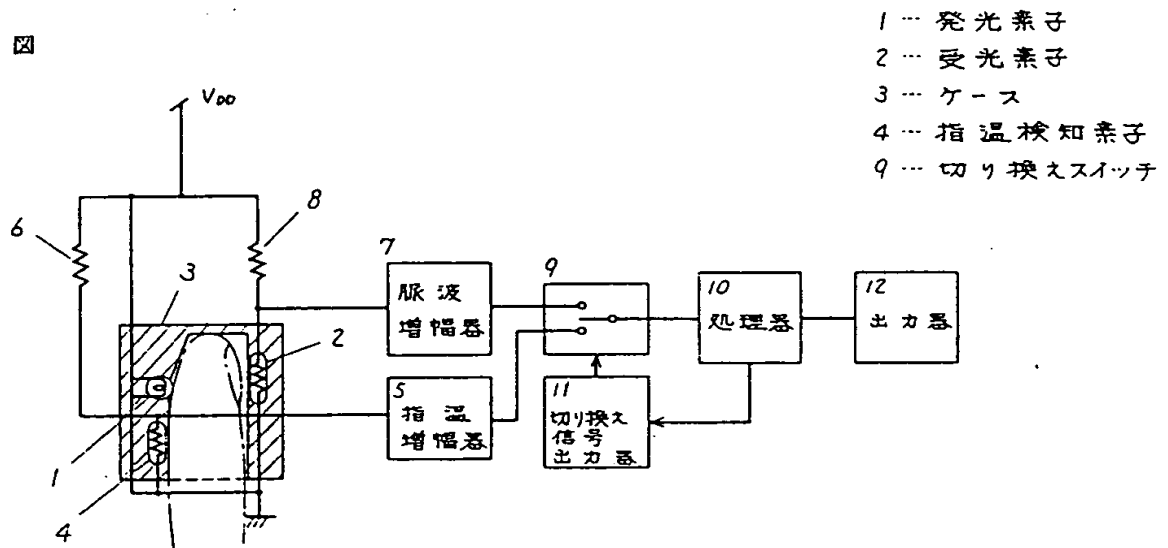 図
1 … 発光素子
2 … 受光素子
3 … ケース
4 … 指温検知素子
9 … 切り換えスイッチ
VDD
6
8
3
2
1
4
7
脈波
増幅器
5
指温
増幅器
9
10
処理器
12
出力器
11
切り換え
信号
出力器